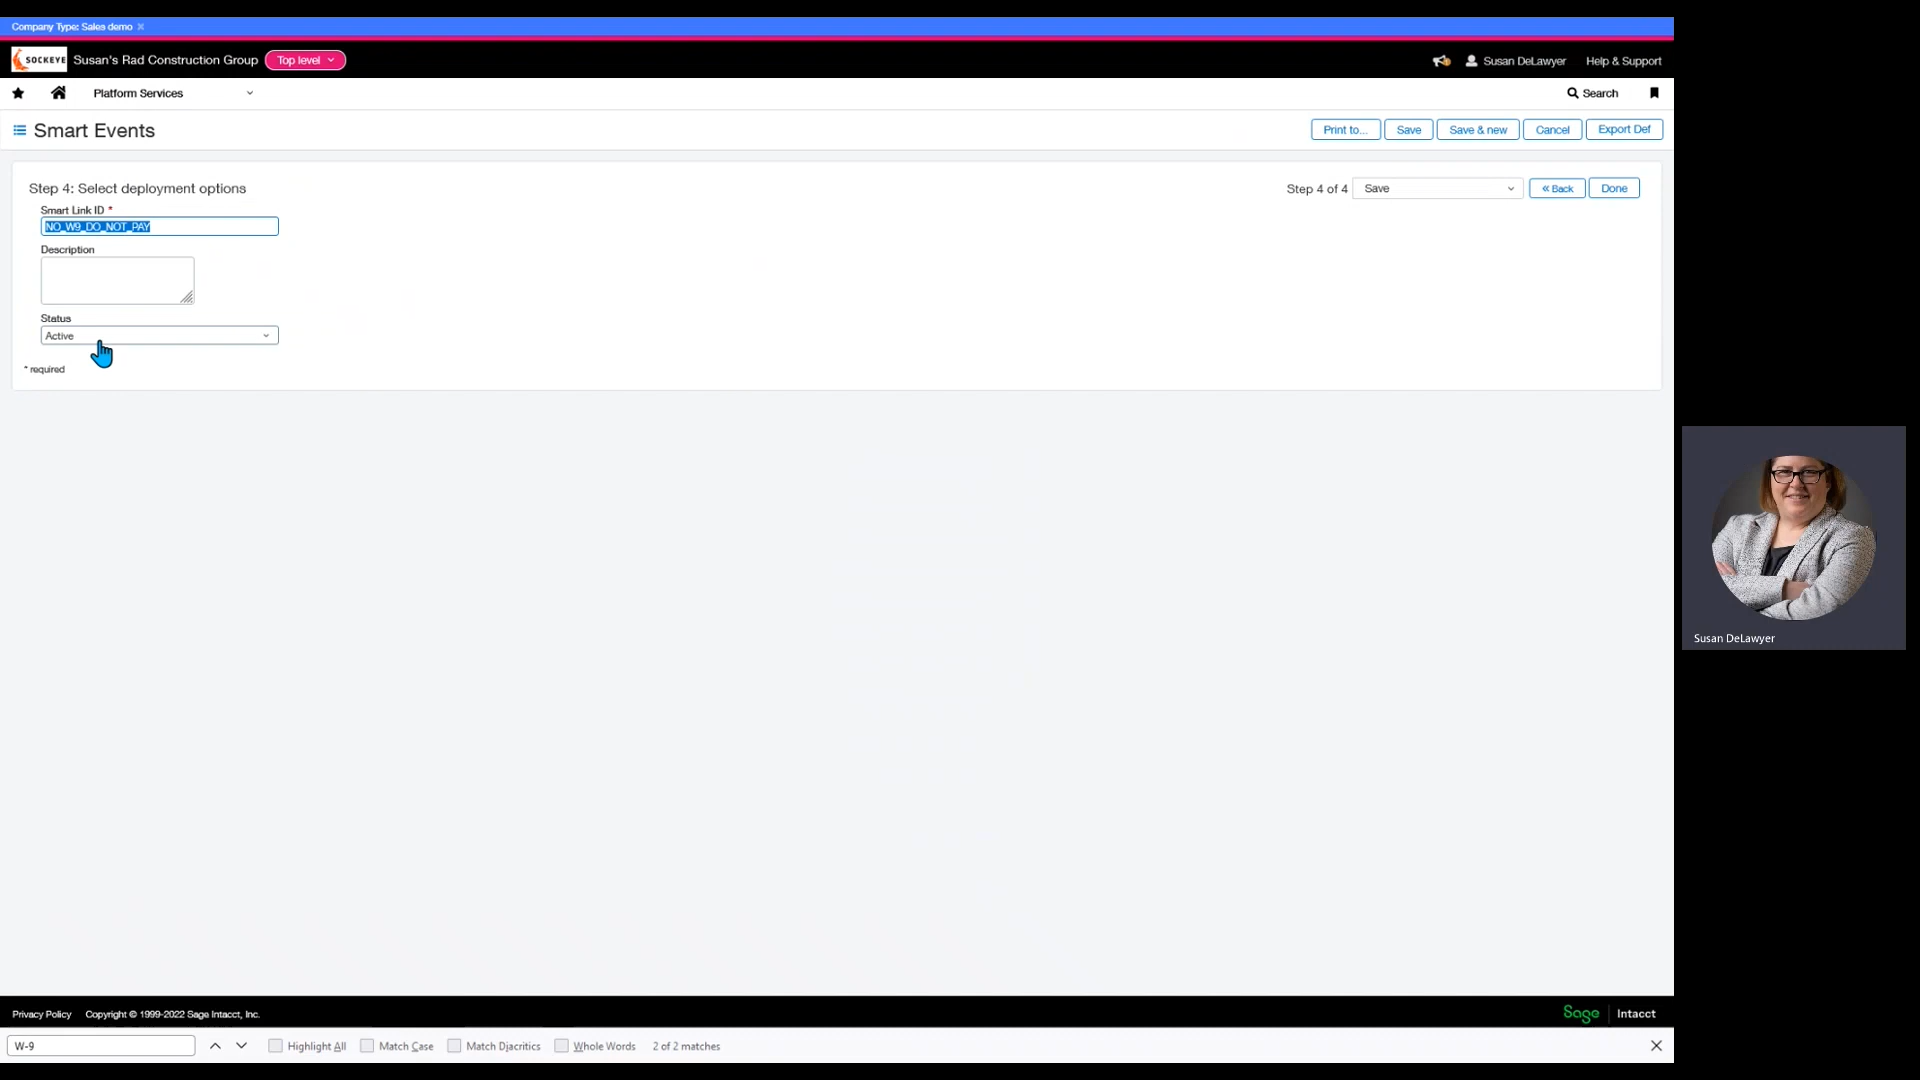 Company Type: Sales demo ×
SOCKEYE Susan's Rad Construction Group Top level
Susan DeLawyer Help & Support
Platform Services
Search
Smart Events
Print to... Save Save & new Cancel Export Def
Step 4: Select deployment options
Step 4 of 4 Save « Back Done
Smart Link ID *
NO_W9_DO_NOT_PAY
Description
Status
Active
* required
Susan DeLawyer
Privacy Policy Copyright © 1999-2022 Sage Intacct, Inc.
Sage Intacct
W-9 Highlight All Match Case Match Diacritics Whole Words 2 of 2 matches